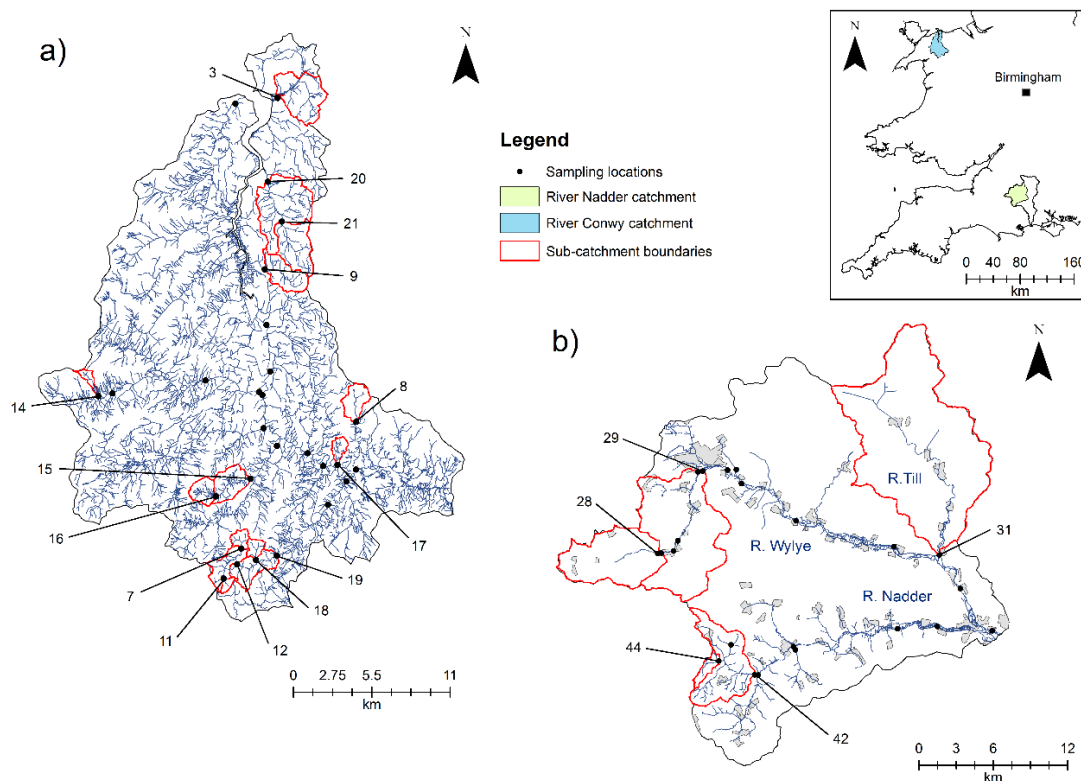 a)
N
3
20
21
9
14
8
15
16
17
7
19
18
11
12
0 2.75 5.5 11
km
Legend
Sampling locations
River Nadder catchment
River Conwy catchment
Sub-catchment boundaries
N
Birmingham
0 40 80 160
km
b)
N
29
28
R.Till
31
R. Wylye
R. Nadder
44
42
0 3 6 12
km